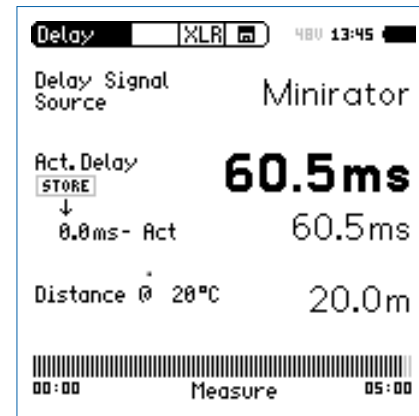 Delay XLR 48V 13:45
Delay Signal Source Minirator
Act. Delay 60.5ms
STORE
0.0ms- Act 60.5ms
Distance @ 20°C 20.0m
00:00 Measure 05:00